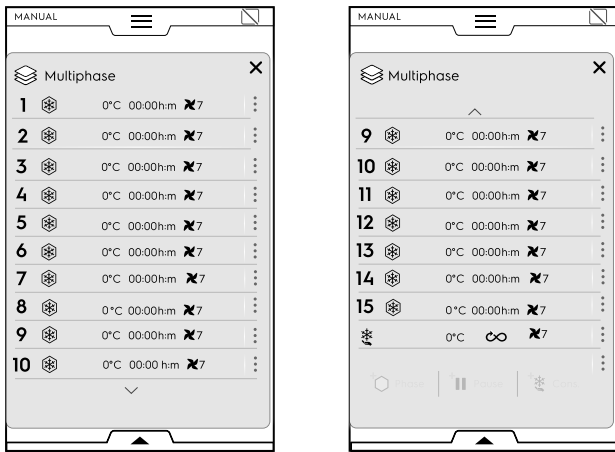 MANUAL
Multiphase
1 0°C 00:00h:m 7
2 0°C 00:00h:m 7
3 0°C 00:00h:m 7
4 0°C 00:00h:m 7
5 0°C 00:00h:m 7
6 0°C 00:00h:m 7
7 0°C 00:00h:m 7
8 0°C 00:00h:m 7
9 0°C 00:00h:m 7
10 0°C 00:00 h:m 7
MANUAL
Multiphase
9 0°C 00:00h:m 7
10 0°C 00:00h:m 7
11 0°C 00:00h:m 7
12 0°C 00:00h:m 7
13 0°C 00:00h:m 7
14 0°C 00:00h:m 7
15 0°C 00:00h:m 7
0°C 7